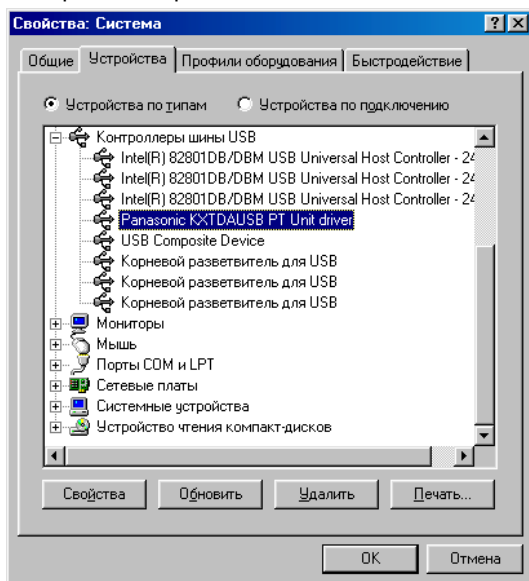 Свойства: Система
Общие Устройства Профили оборудования Быстродействие
Устройства по типам Устройства по подключению
Контроллеры шины USB
Intel(R) 82801DB/DBM USB Universal Host Controller - 24
Intel(R) 82801DB/DBM USB Universal Host Controller - 24
Intel(R) 82801DB/DBM USB Universal Host Controller - 24
Panasonic KXTDAUSB PT Unit driver
USB Composite Device
Корневой разветвитель для USB
Корневой разветвитель для USB
Корневой разветвитель для USB
Мониторы
Мышь
Порты COM и LPT
Сетевые платы
Системные устройства
Устройство чтения компакт-дисков
Свойства Обновить Удалить Печать...
OK Отмена